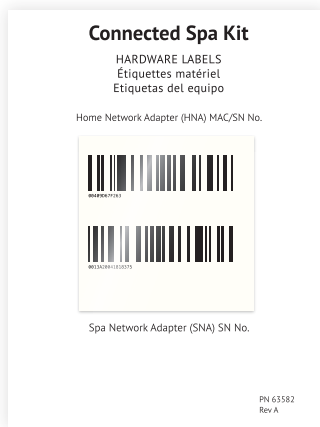 Connected Spa Kit
HARDWARE LABELS
Étiquettes matériel
Etiquetas del equipo
Home Network Adapter (HNA) MAC/SN No.
Spa Network Adapter (SNA) SN No.
PN 63582
Rev A